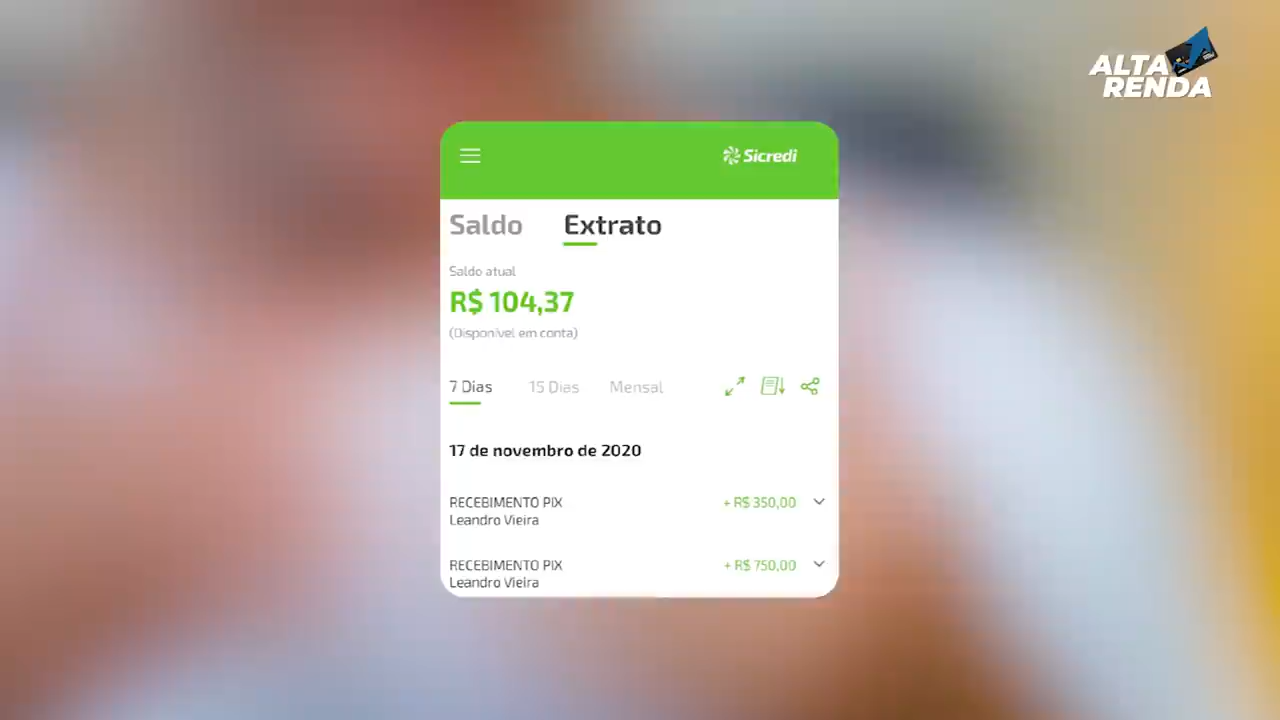 ALTA
RENDA
Sicredi
Saldo Extrato
Saldo atual
R$ 104,37
(Disponível em conta)
7 Dias 15 Dias Mensal
17 de novembro de 2020
RECEBIMENTO PIX + R$ 350,00
Leandro Vieira
RECEBIMENTO PIX + R$ 750,00
Leandro Vieira